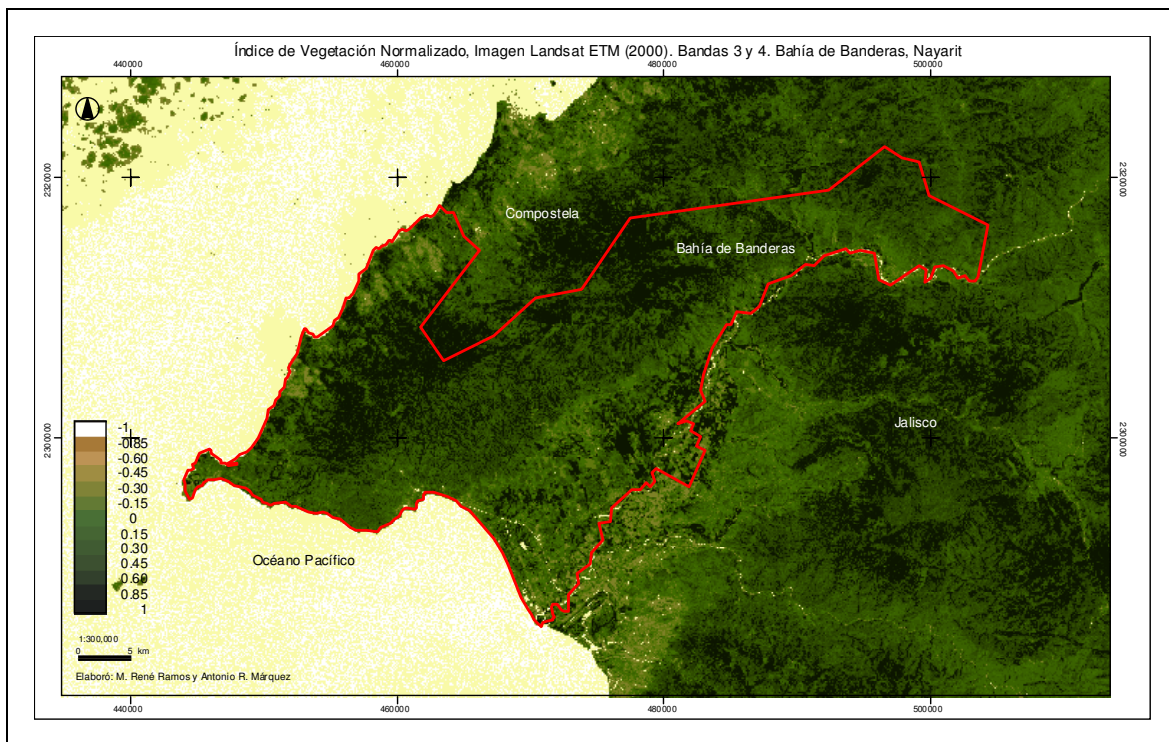 Índice de Vegetación Normalizado, Imagen Landsat ETM (2000). Bandas 3 y 4. Bahía de Banderas, Nayarit
440000 460000 480000 500000
2320000 2320000
Compostela
Bahía de Banderas
Jalisco
2300000 2300000
-1
-0.85
-0.60
-0.45
-0.30
-0.15
0
0.15
0.30
0.45
0.60
0.85
1
Océano Pacífico
1:300,000
0 5 km
Elaboró: M. René Ramos y Antonio R. Márquez
440000 460000 480000 500000